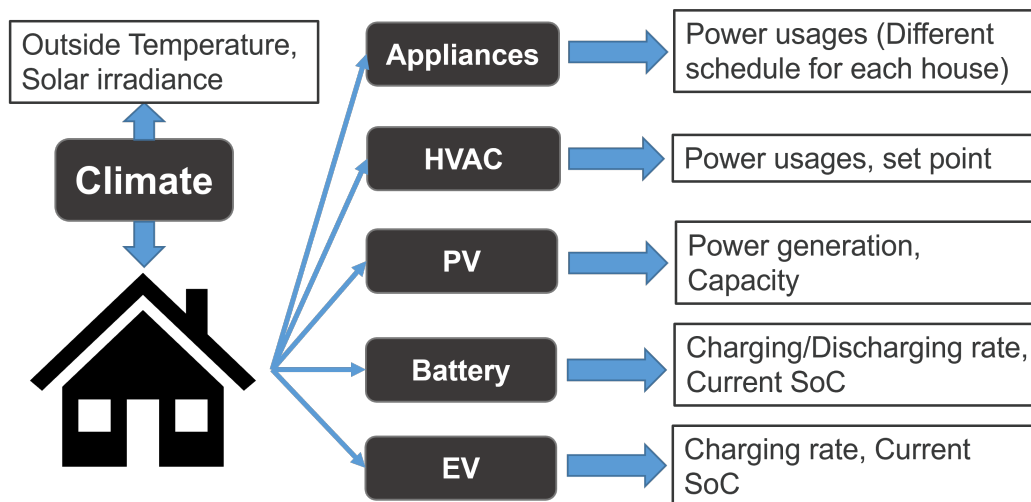 Outside Temperature,
Solar irradiance
Climate
Appliances
Power usages (Different
schedule for each house)
HVAC
Power usages, set point
PV
Power generation,
Capacity
Battery
Charging/Discharging rate,
Current SoC
EV
Charging rate, Current
SoC